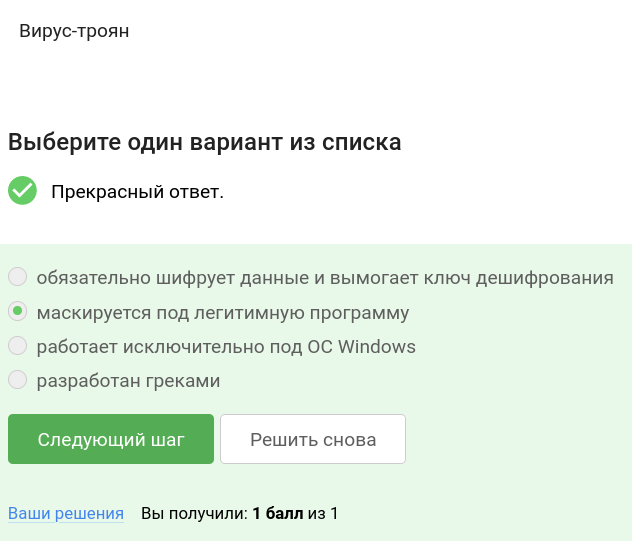 Вирус-троян
Выберите один вариант из списка
Прекрасный ответ.
обязательно шифрует данные и вымогает ключ дешифрования
маскируется под легитимную программу
работает исключительно под ОС Windows
разработан греками
Следующий шаг
Решить снова
Ваши решения Вы получили: 1 балл из 1